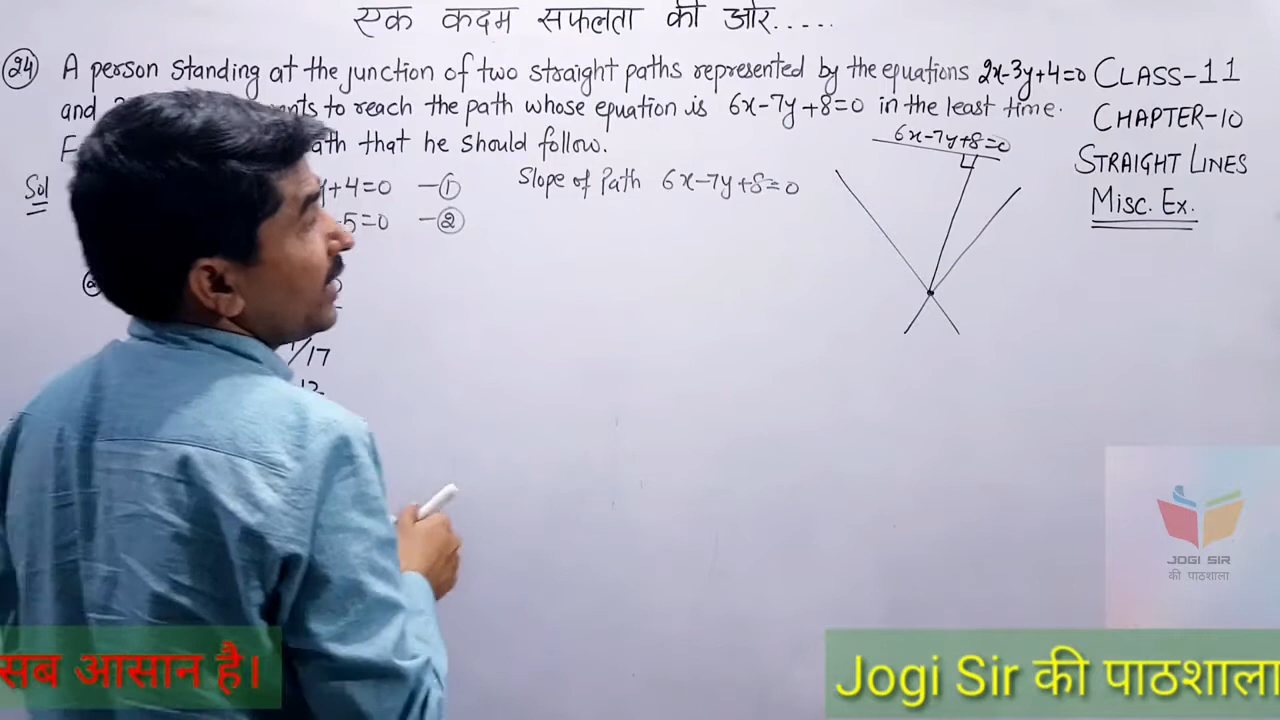 एक कदम सफलता की ओर.....
24 A person standing at the junction of two straight paths represented by the equations 2x-3y+4=0
and wants to reach the path whose equation is 6x-7y+8=0 in the least time.
that he should follow.
CLASS-11
CHAPTER-10
STRAIGHT LINES
Misc. Ex.
Sol
y+4=0 -①
-5=0 -②
/17
Slope of Path 6x-7y+8=0
6x-7y+8=0
JOGI SIR
की पाठशाला
सब आसान है।
Jogi Sir की पाठशाला